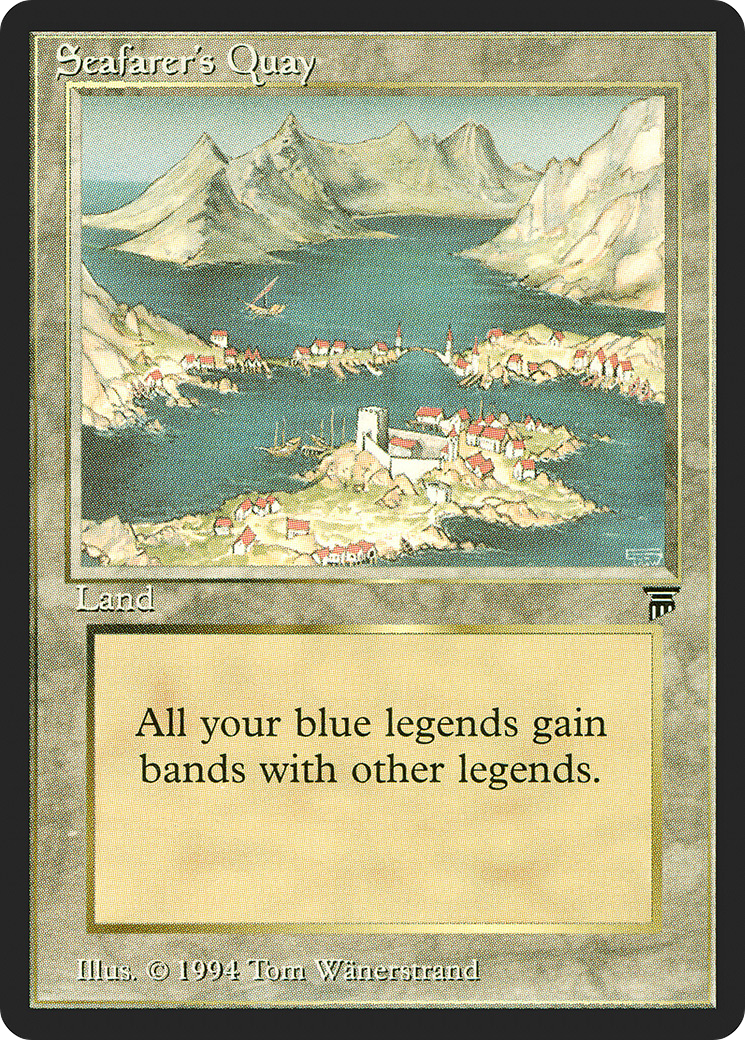 Seafarer's Quay
Land
All your blue legends gain
bands with other legends.
Illus. © 1994 Tom Wänerstrand